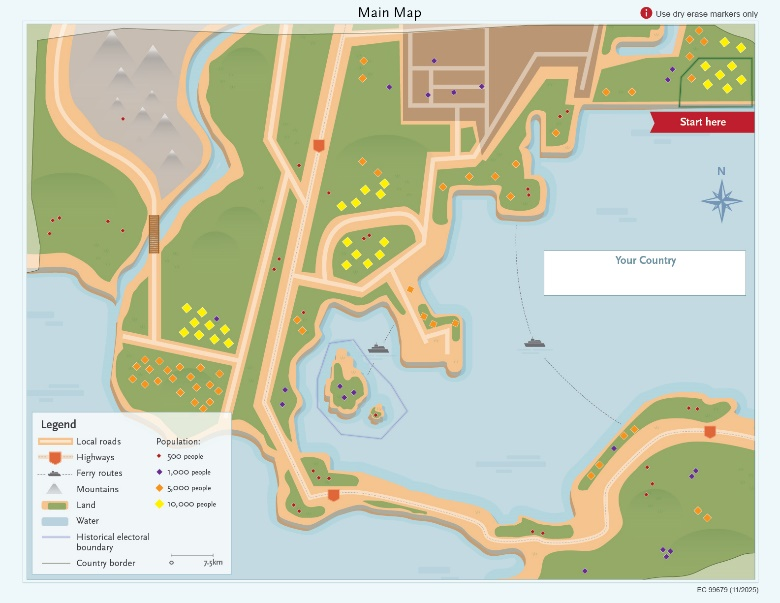 Main Map
i Use dry erase markers only
Start here
N
Your Country
Legend
Local roads
Highways
Ferry routes
Mountains
Land
Water
Historical electoral
boundary
Country border
Population:
500 people
1,000 people
5,000 people
10,000 people
0 7.5km
EC 99679 (11/2025)